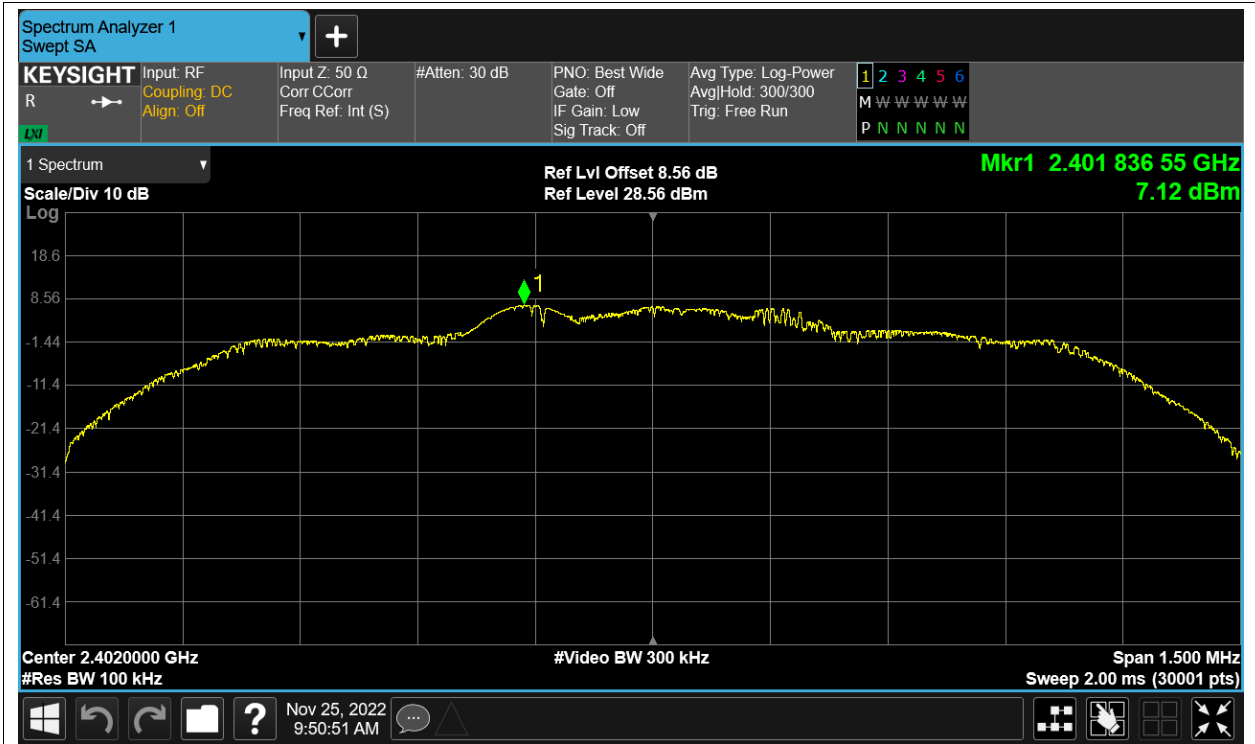 Spectrum Analyzer 1
Swept SA
KEYSIGHT
R
LXI
Input: RF
Coupling: DC
Align: Off
Input Z: 50 Ω
Corr CCorr
Freq Ref: Int (S)
#Atten: 30 dB
PNO: Best Wide
Gate: Off
IF Gain: Low
Sig Track: Off
Avg Type: Log-Power
Avg|Hold: 300/300
Trig: Free Run
1 2 3 4 5 6
M W W W W W
P N N N N N
1 Spectrum
Scale/Div 10 dB
Log
Ref Lvl Offset 8.56 dB
Ref Level 28.56 dBm
Mkr1 2.401 836 55 GHz
7.12 dBm
1
18.6
8.56
-1.44
-11.4
-21.4
-31.4
-41.4
-51.4
-61.4
Center 2.4020000 GHz
#Res BW 100 kHz
#Video BW 300 kHz
Span 1.500 MHz
Sweep 2.00 ms (30001 pts)
?
Nov 25, 2022
9:50:51 AM